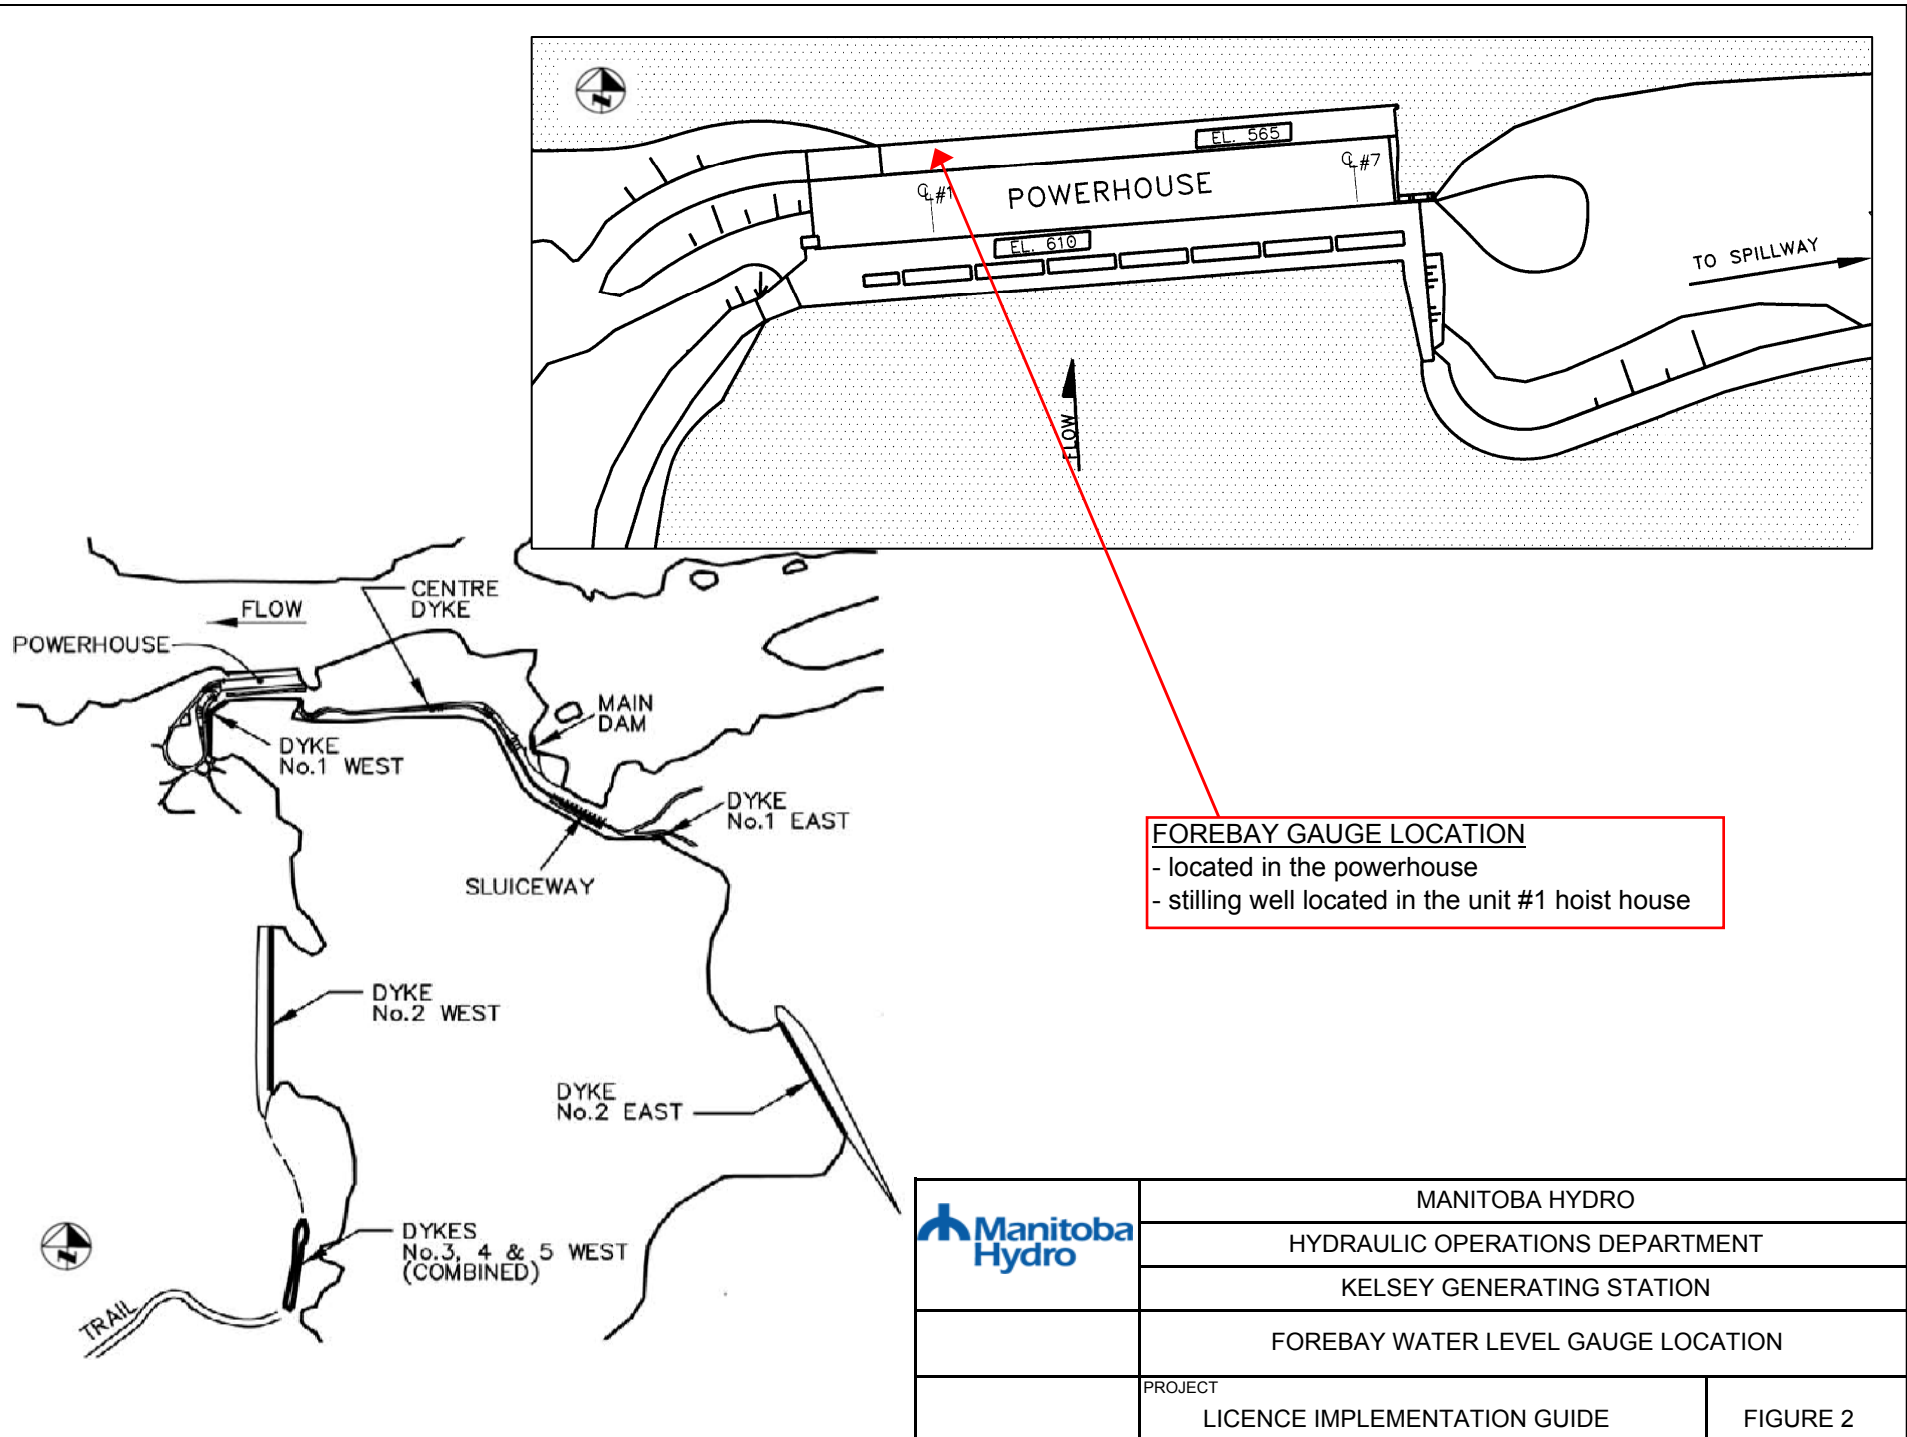 N
EL. 565
℄#1
POWERHOUSE
℄#7
EL. 610
TO SPILLWAY
FLOW
CENTRE
DYKE
FLOW
POWERHOUSE
MAIN
DAM
DYKE
No.1 WEST
DYKE
No.1 EAST
SLUICEWAY
FOREBAY GAUGE LOCATION
- located in the powerhouse
- stilling well located in the unit #1 hoist house
DYKE
No.2 WEST
DYKE
No.2 EAST
N
DYKES
No.3, 4 & 5 WEST
(COMBINED)
TRAIL
Manitoba
Hydro
MANITOBA HYDRO
HYDRAULIC OPERATIONS DEPARTMENT
KELSEY GENERATING STATION
FOREBAY WATER LEVEL GAUGE LOCATION
PROJECT
LICENCE IMPLEMENTATION GUIDE
FIGURE 2